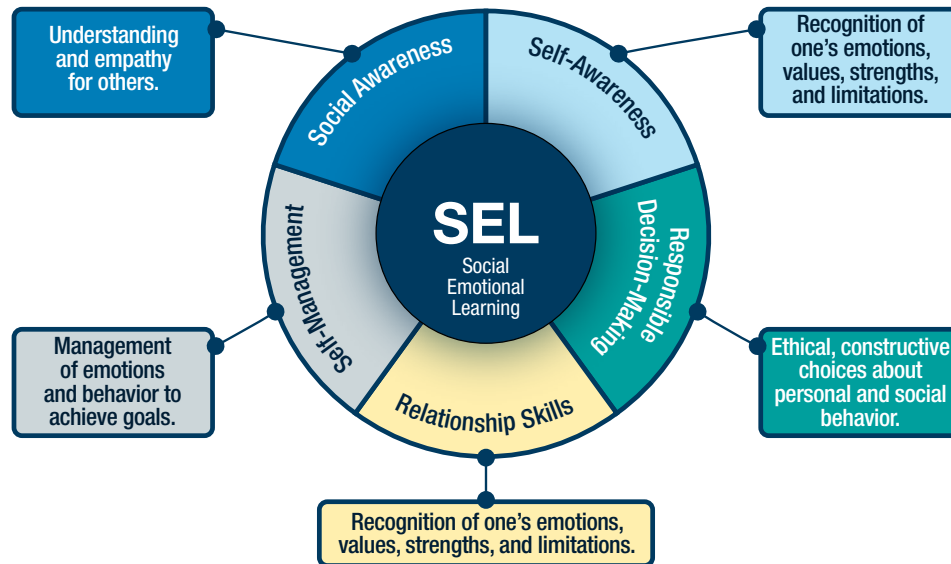 Understanding
and empathy
for others.
Social Awareness
Self-Awareness
Recognition of
one’s emotions,
values, strengths,
and limitations.
SEL
Social
Emotional
Learning
Self-Management
Responsible
Decision-Making
Management
of emotions
and behavior to
achieve goals.
Relationship Skills
Ethical, constructive
choices about
personal and social
behavior.
Recognition of one’s emotions,
values, strengths, and limitations.